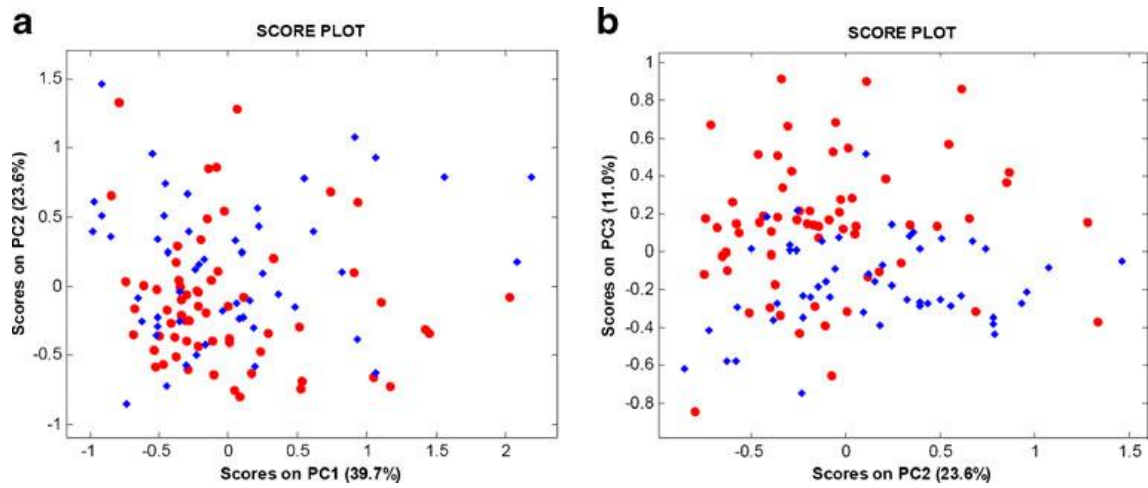 a
SCORE PLOT
Scores on PC2 (23.6%)
1.5
1
0.5
0
-0.5
-1
-1 -0.5 0 0.5 1 1.5 2
Scores on PC1 (39.7%)
b
SCORE PLOT
Scores on PC3 (11.0%)
1
0.8
0.6
0.4
0.2
0
-0.2
-0.4
-0.6
-0.8
-0.5 0 0.5 1 1.5
Scores on PC2 (23.6%)